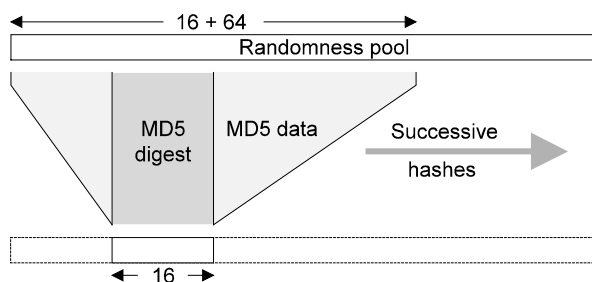 16 + 64
Randomness pool
MD5
digest
MD5 data
Successive
hashes
16